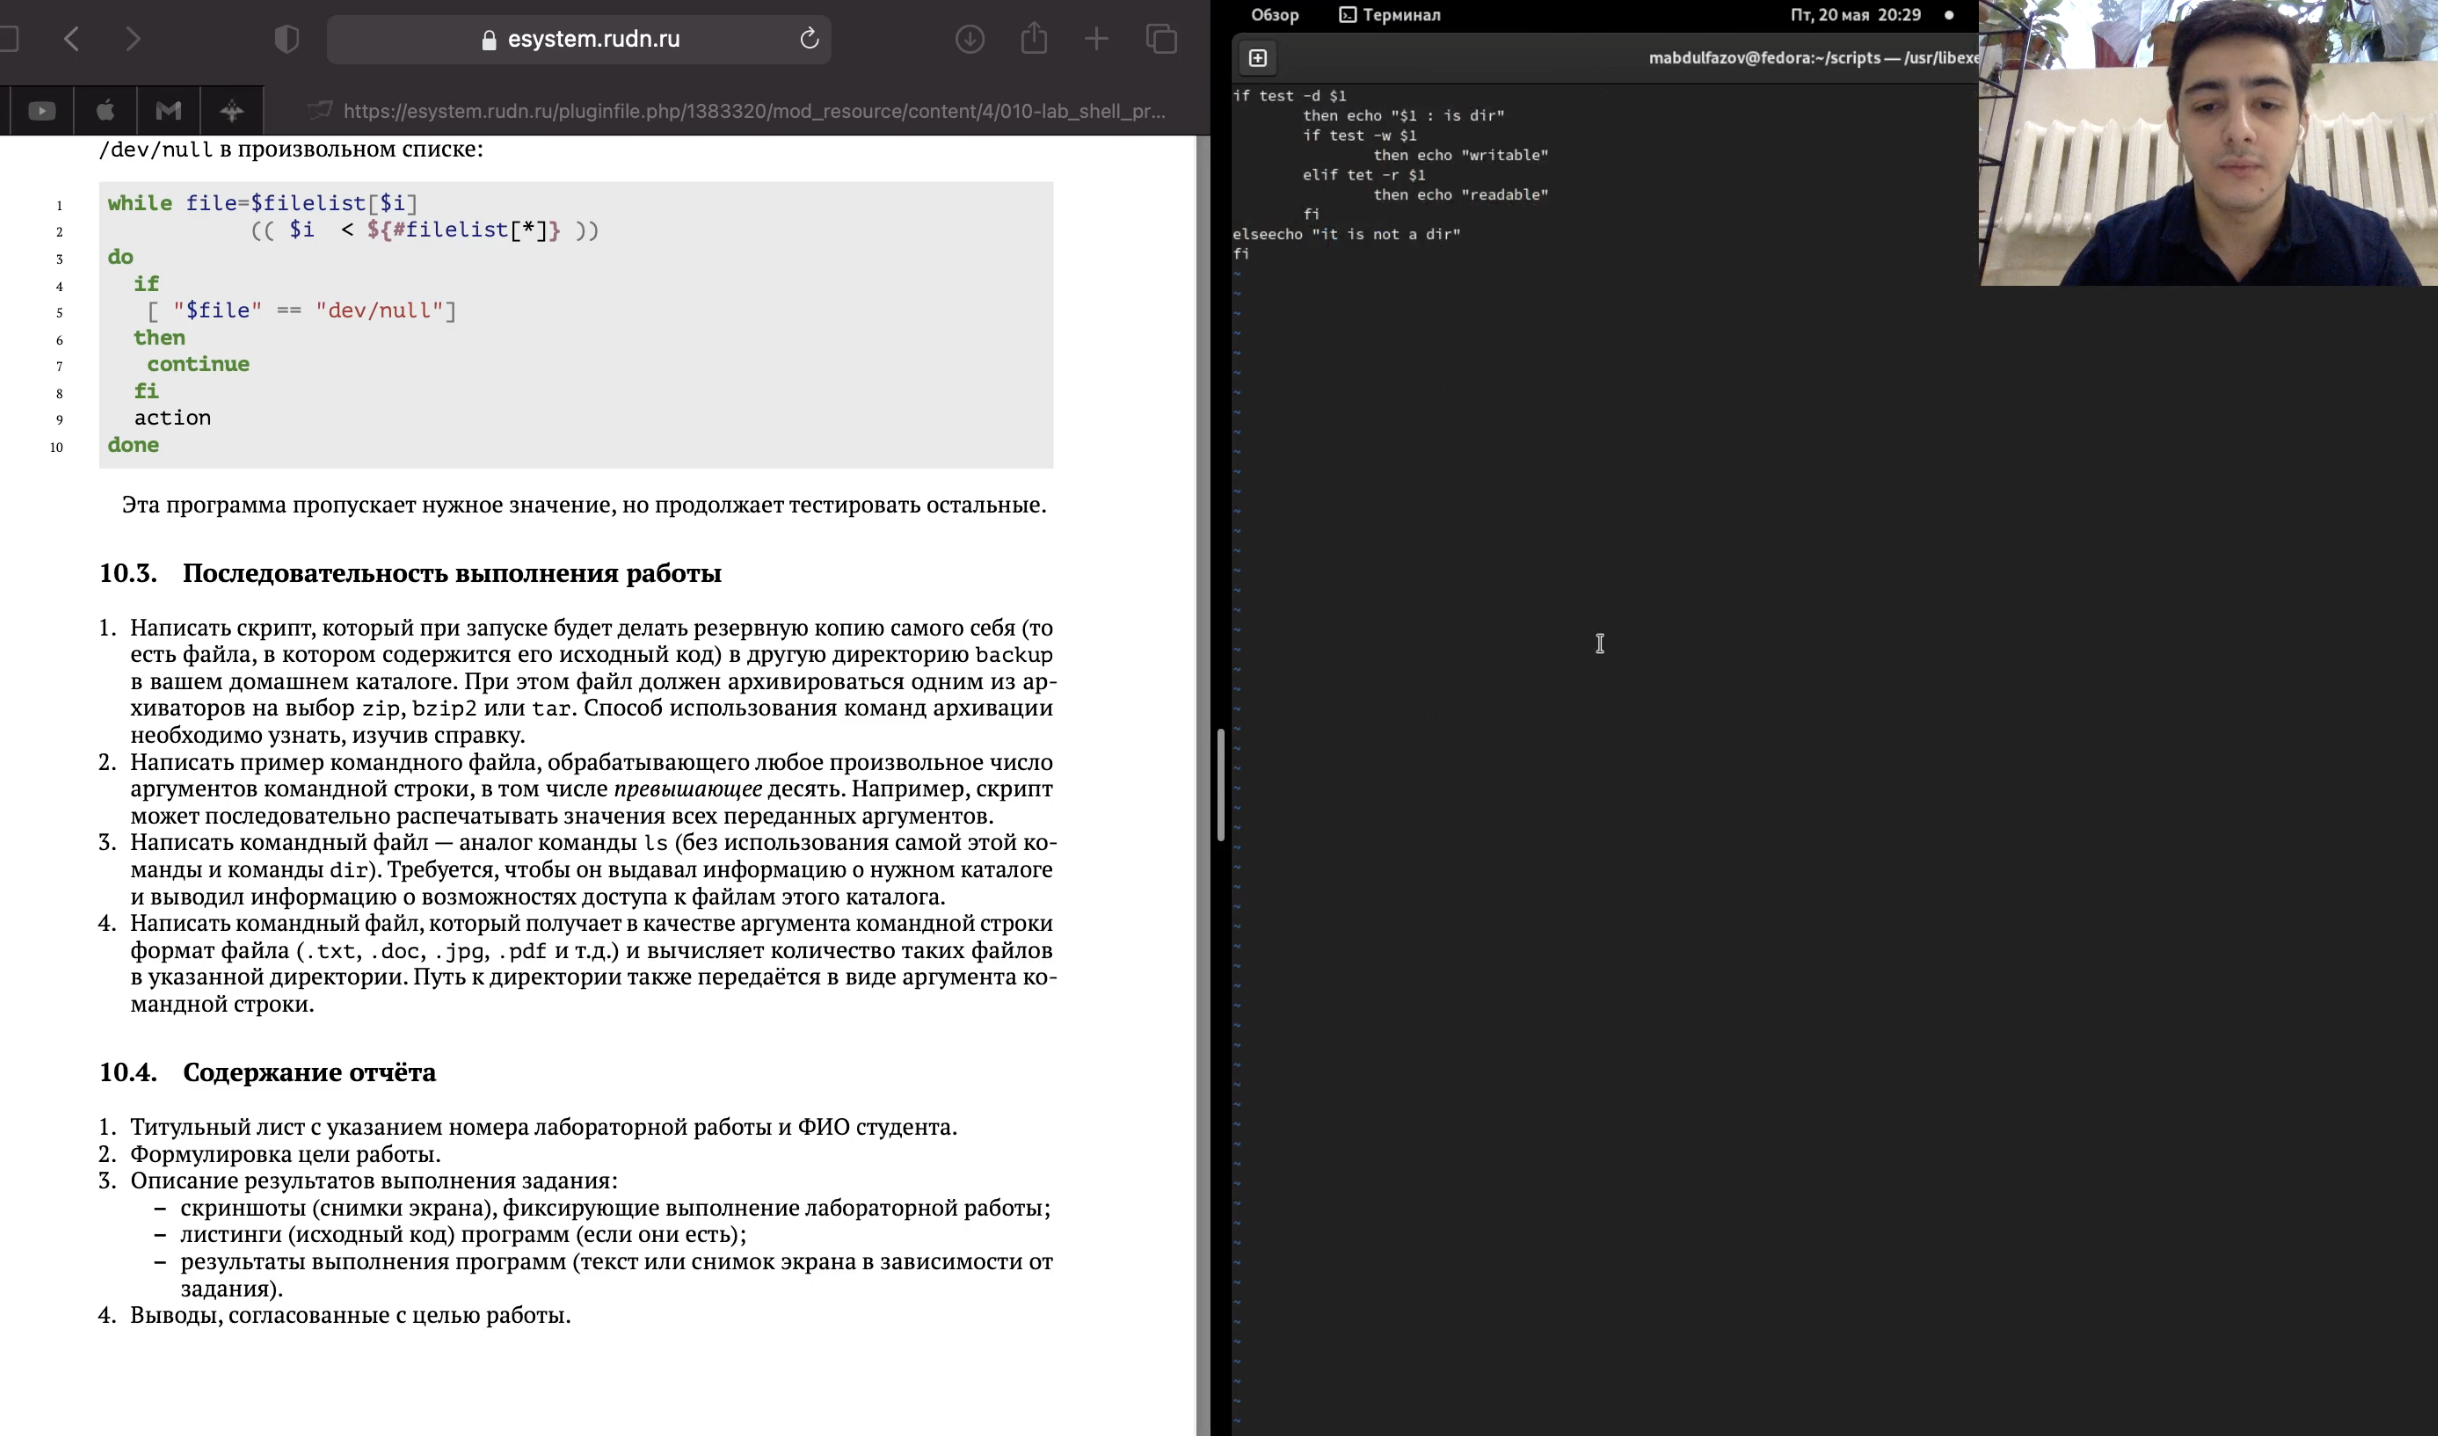 esystem.rudn.ru
https://esystem.rudn.ru/pluginfile.php/1383320/mod_resource/content/4/010-lab_shell_pr...
/dev/null в произвольном списке:
1 while file=$filelist[$i]
2 (( $i < ${#filelist[*]} ))
3 do
4 if
5 [ "$file" == "dev/null"]
6 then
7 continue
8 fi
9 action
10 done
Эта программа пропускает нужное значение, но продолжает тестировать остальные.
10.3. Последовательность выполнения работы
1. Написать скрипт, который при запуске будет делать резервную копию самого себя (то
есть файла, в котором содержится его исходный код) в другую директорию backup
в вашем домашнем каталоге. При этом файл должен архивироваться одним из ар-
хиваторов на выбор zip, bzip2 или tar. Способ использования команд архивации
необходимо узнать, изучив справку.
2. Написать пример командного файла, обрабатывающего любое произвольное число
аргументов командной строки, в том числе превышающее десять. Например, скрипт
может последовательно распечатывать значения всех переданных аргументов.
3. Написать командный файл — аналог команды ls (без использования самой этой ко-
манды и команды dir). Требуется, чтобы он выдавал информацию о нужном каталоге
и выводил информацию о возможностях доступа к файлам этого каталога.
4. Написать командный файл, который получает в качестве аргумента командной строки
формат файла (.txt, .doc, .jpg, .pdf и т.д.) и вычисляет количество таких файлов
в указанной директории. Путь к директории также передаётся в виде аргумента ко-
мандной строки.
10.4. Содержание отчёта
1. Титульный лист с указанием номера лабораторной работы и ФИО студента.
2. Формулировка цели работы.
3. Описание результатов выполнения задания:
– скриншоты (снимки экрана), фиксирующие выполнение лабораторной работы;
– листинги (исходный код) программ (если они есть);
– результаты выполнения программ (текст или снимок экрана в зависимости от
задания).
4. Выводы, согласованные с целью работы.
Обзор Терминал Пт, 20 мая 20:29
mabdulfazov@fedora:~/scripts — /usr/libexe
if test -d $1
then echo "$1 : is dir"
if test -w $1
then echo "writable"
elif tet -r $1
then echo "readable"
fi
elseecho "it is not a dir"
fi